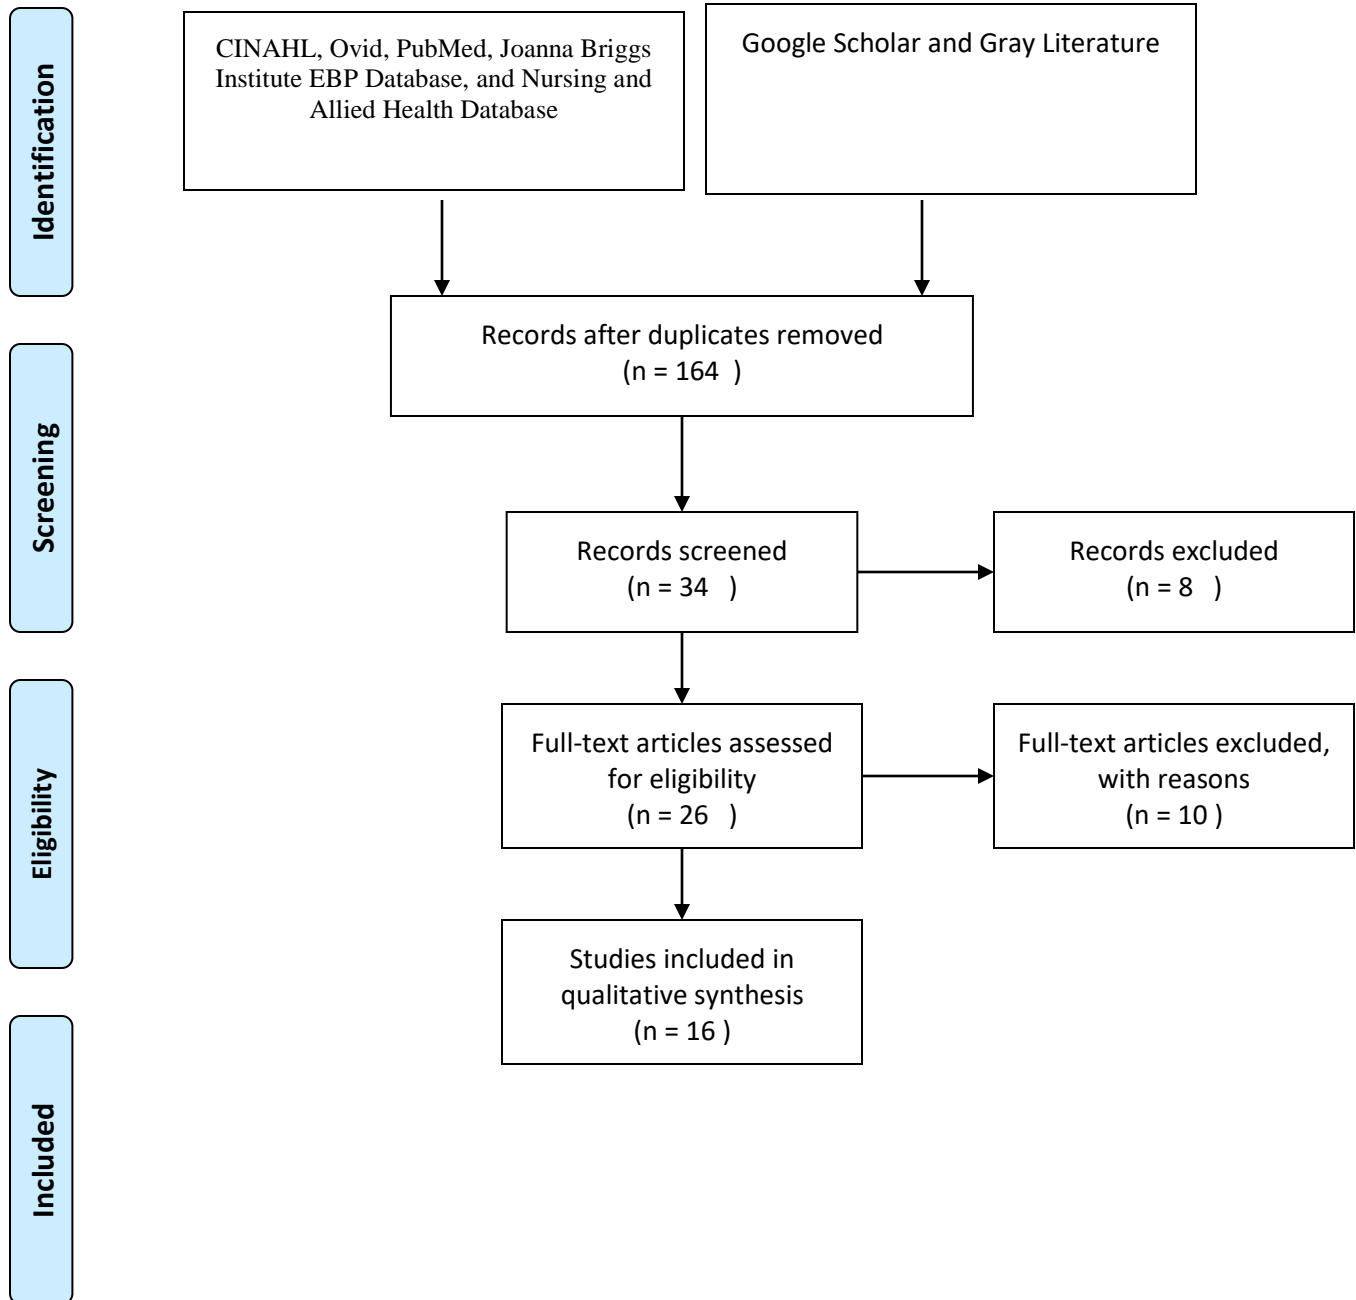 Identification
CINAHL, Ovid, PubMed, Joanna Briggs
Institute EBP Database, and Nursing and
Allied Health Database
Google Scholar and Gray Literature
Records after duplicates removed
(n = 164  )
Screening
Records screened
(n = 34   )
Records excluded
(n = 8   )
Eligibility
Full-text articles assessed
for eligibility
(n = 26   )
Full-text articles excluded,
with reasons
(n = 10 )
Studies included in
qualitative synthesis
(n = 16 )
Included